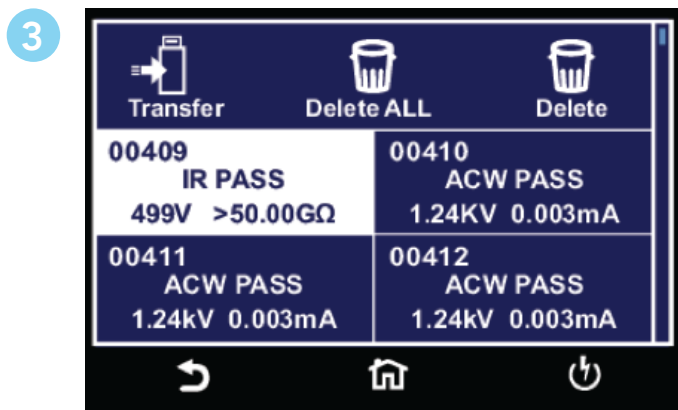 3
Transfer Delete ALL Delete
00409 00410
IR PASS ACW PASS
499V >50.00GΩ 1.24KV 0.003mA
00411 00412
ACW PASS ACW PASS
1.24kV 0.003mA 1.24kV 0.003mA